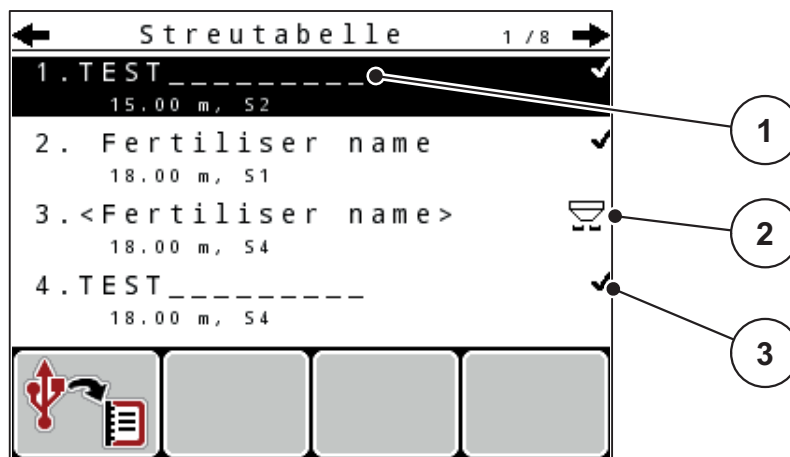 Streutabelle 1/8
1.TEST_________
15.00 m, S2
2. Fertiliser name
18.00 m, S1
3.<Fertiliser name>
18.00 m, S4
4.TEST_________
18.00 m, S4
1
2
3